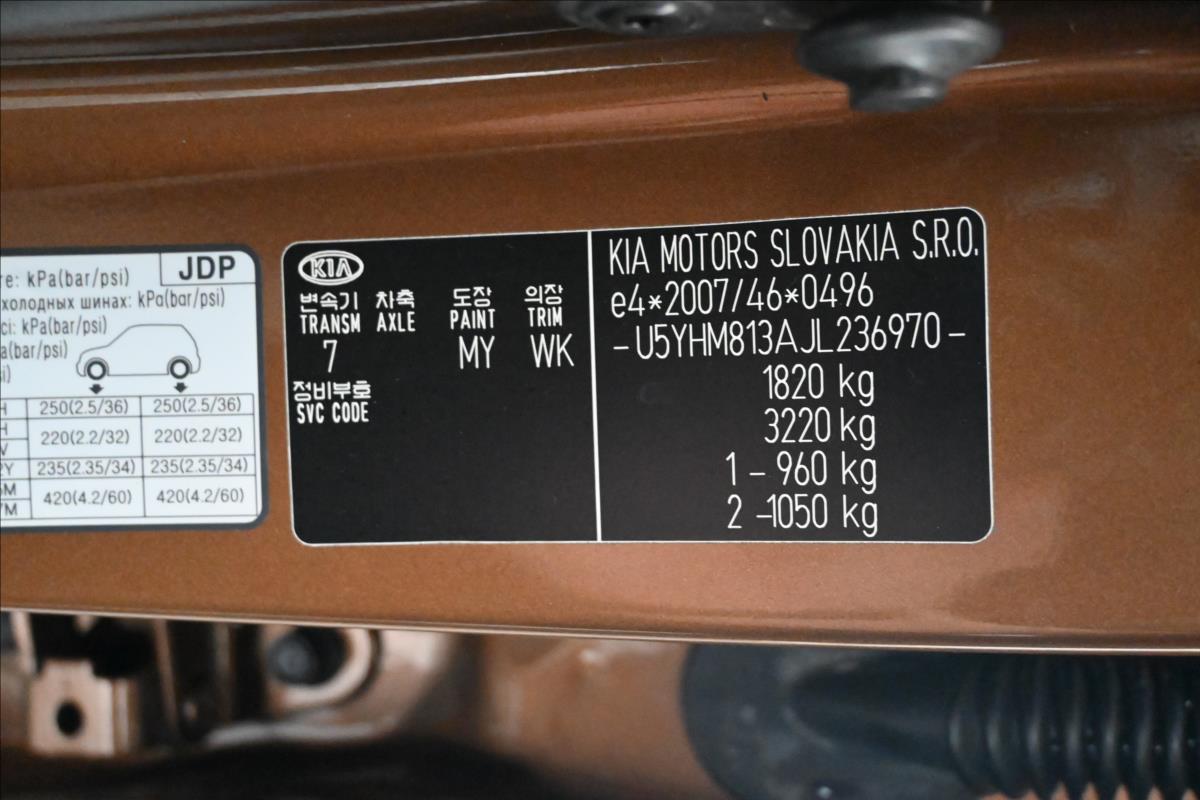 JDP
re: kPa(bar/psi)
холодных шинах: kPa(bar/psi)
ci: kPa(bar/psi)
a(bar/psi)
i)
H 250(2.5/36) 250(2.5/36)
H
V 220(2.2/32) 220(2.2/32)
Y 235(2.35/34) 235(2.35/34)
M
7M 420(4.2/60) 420(4.2/60)
KIA
변속기 차축 도장 의장
TRANSM AXLE PAINT TRIM
7 MY WK
정비부호
SVC CODE
KIA MOTORS SLOVAKIA S.R.O.
e4*2007/46*0496
-U5YHM813AJL236970-
1820 kg
3220 kg
1 - 960 kg
2 -1050 kg